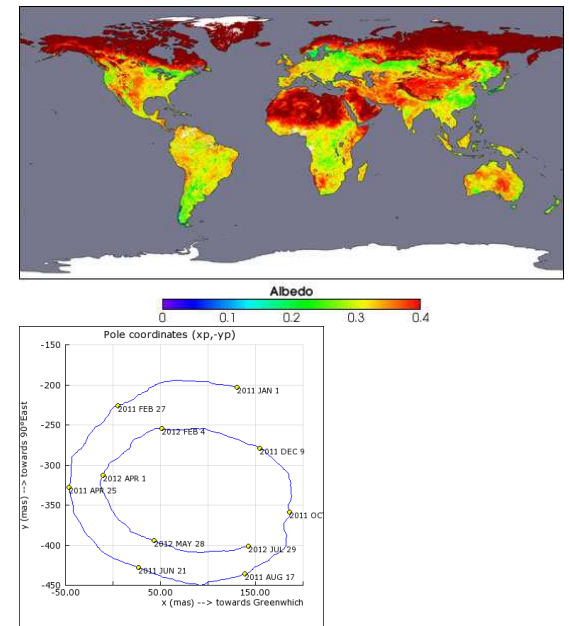 Albedo
0 0.1 0.2 0.3 0.4
Pole coordinates (xp,-yp)
y (mas) --> towards 90ºEast
-150
-200
-250
-300
-350
-400
-450
2011 JAN 1
2011 FEB 27
2012 FEB 4
2011 DEC 9
2012 APR 1
2011 APR 25
2011 OC
2012 MAY 28
2012 JUL 29
2011 JUN 21
2011 AUG 17
-50.00 50.00 150.00
x (mas) --> towards Greenwhich